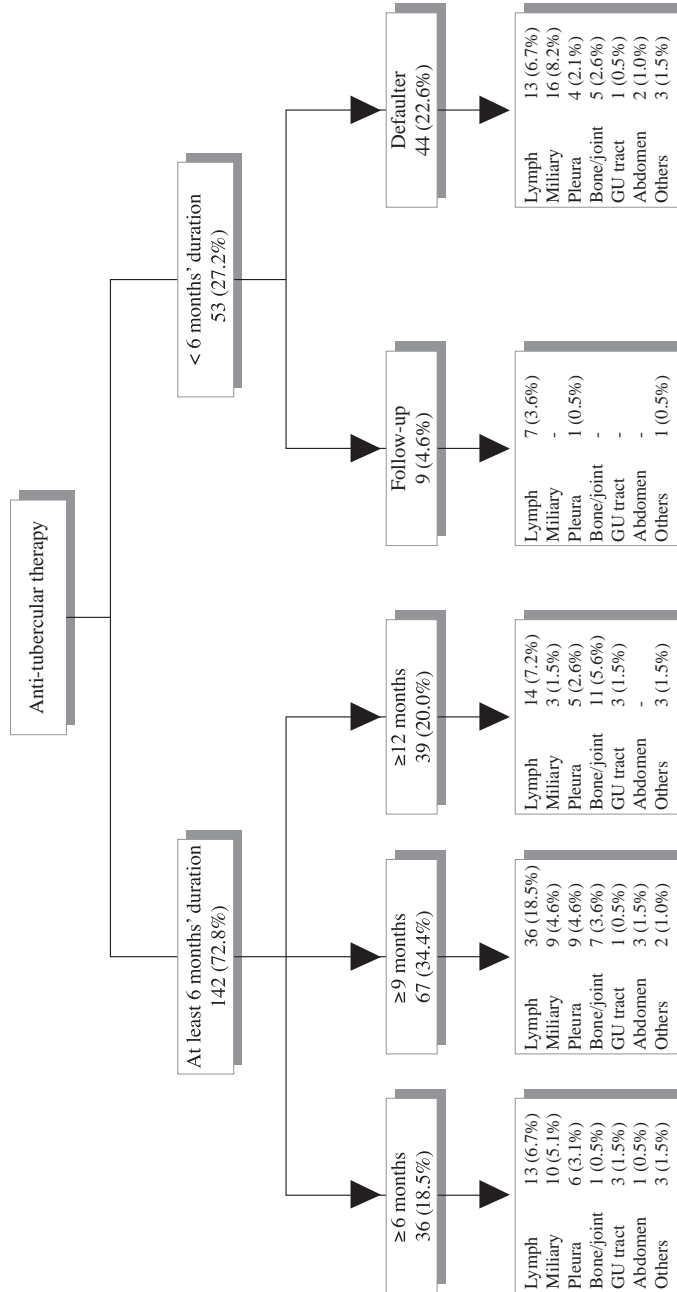 Anti-tubercular therapy
At least 6 months’ duration
142 (72.8%)
< 6 months’ duration
53 (27.2%)
≥6 months
36 (18.5%)
≥9 months
67 (34.4%)
≥12 months
39 (20.0%)
Follow-up
9 (4.6%)
Defaulter
44 (22.6%)
Lymph 13 (6.7%)
Miliary 10 (5.1%)
Pleura 6 (3.1%)
Bone/joint 1 (0.5%)
GU tract 3 (1.5%)
Abdomen 1 (0.5%)
Others 3 (1.5%)
Lymph 36 (18.5%)
Miliary 9 (4.6%)
Pleura 9 (4.6%)
Bone/joint 7 (3.6%)
GU tract 1 (0.5%)
Abdomen 3 (1.5%)
Others 2 (1.0%)
Lymph 14 (7.2%)
Miliary 3 (1.5%)
Pleura 5 (2.6%)
Bone/joint 11 (5.6%)
GU tract 3 (1.5%)
Abdomen -
Others 3 (1.5%)
Lymph 7 (3.6%)
Miliary -
Pleura 1 (0.5%)
Bone/joint -
GU tract -
Abdomen -
Others 1 (0.5%)
Lymph 13 (6.7%)
Miliary 16 (8.2%)
Pleura 4 (2.1%)
Bone/joint 5 (2.6%)
GU tract 1 (0.5%)
Abdomen 2 (1.0%)
Others 3 (1.5%)